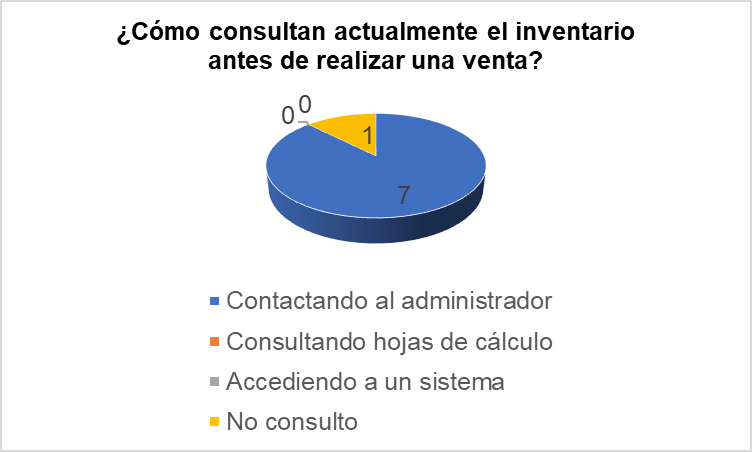 ¿Cómo consultan actualmente el inventario
antes de realizar una venta?
0
0
1
7
Contactando al administrador
Consultando hojas de cálculo
Accediendo a un sistema
No consulto